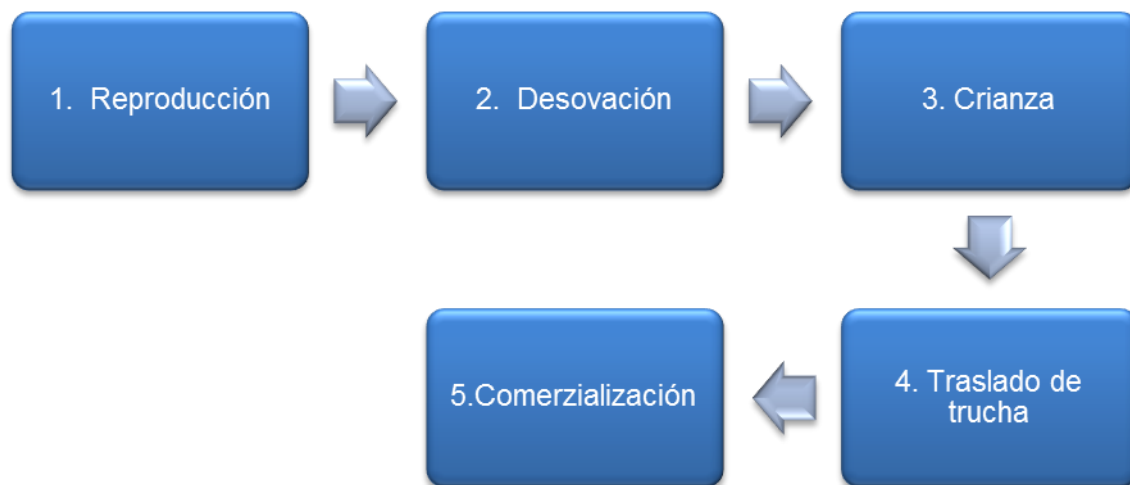 1. Reproducción
2. Desovación
3. Crianza
4. Traslado de
trucha
5.Comerzialización